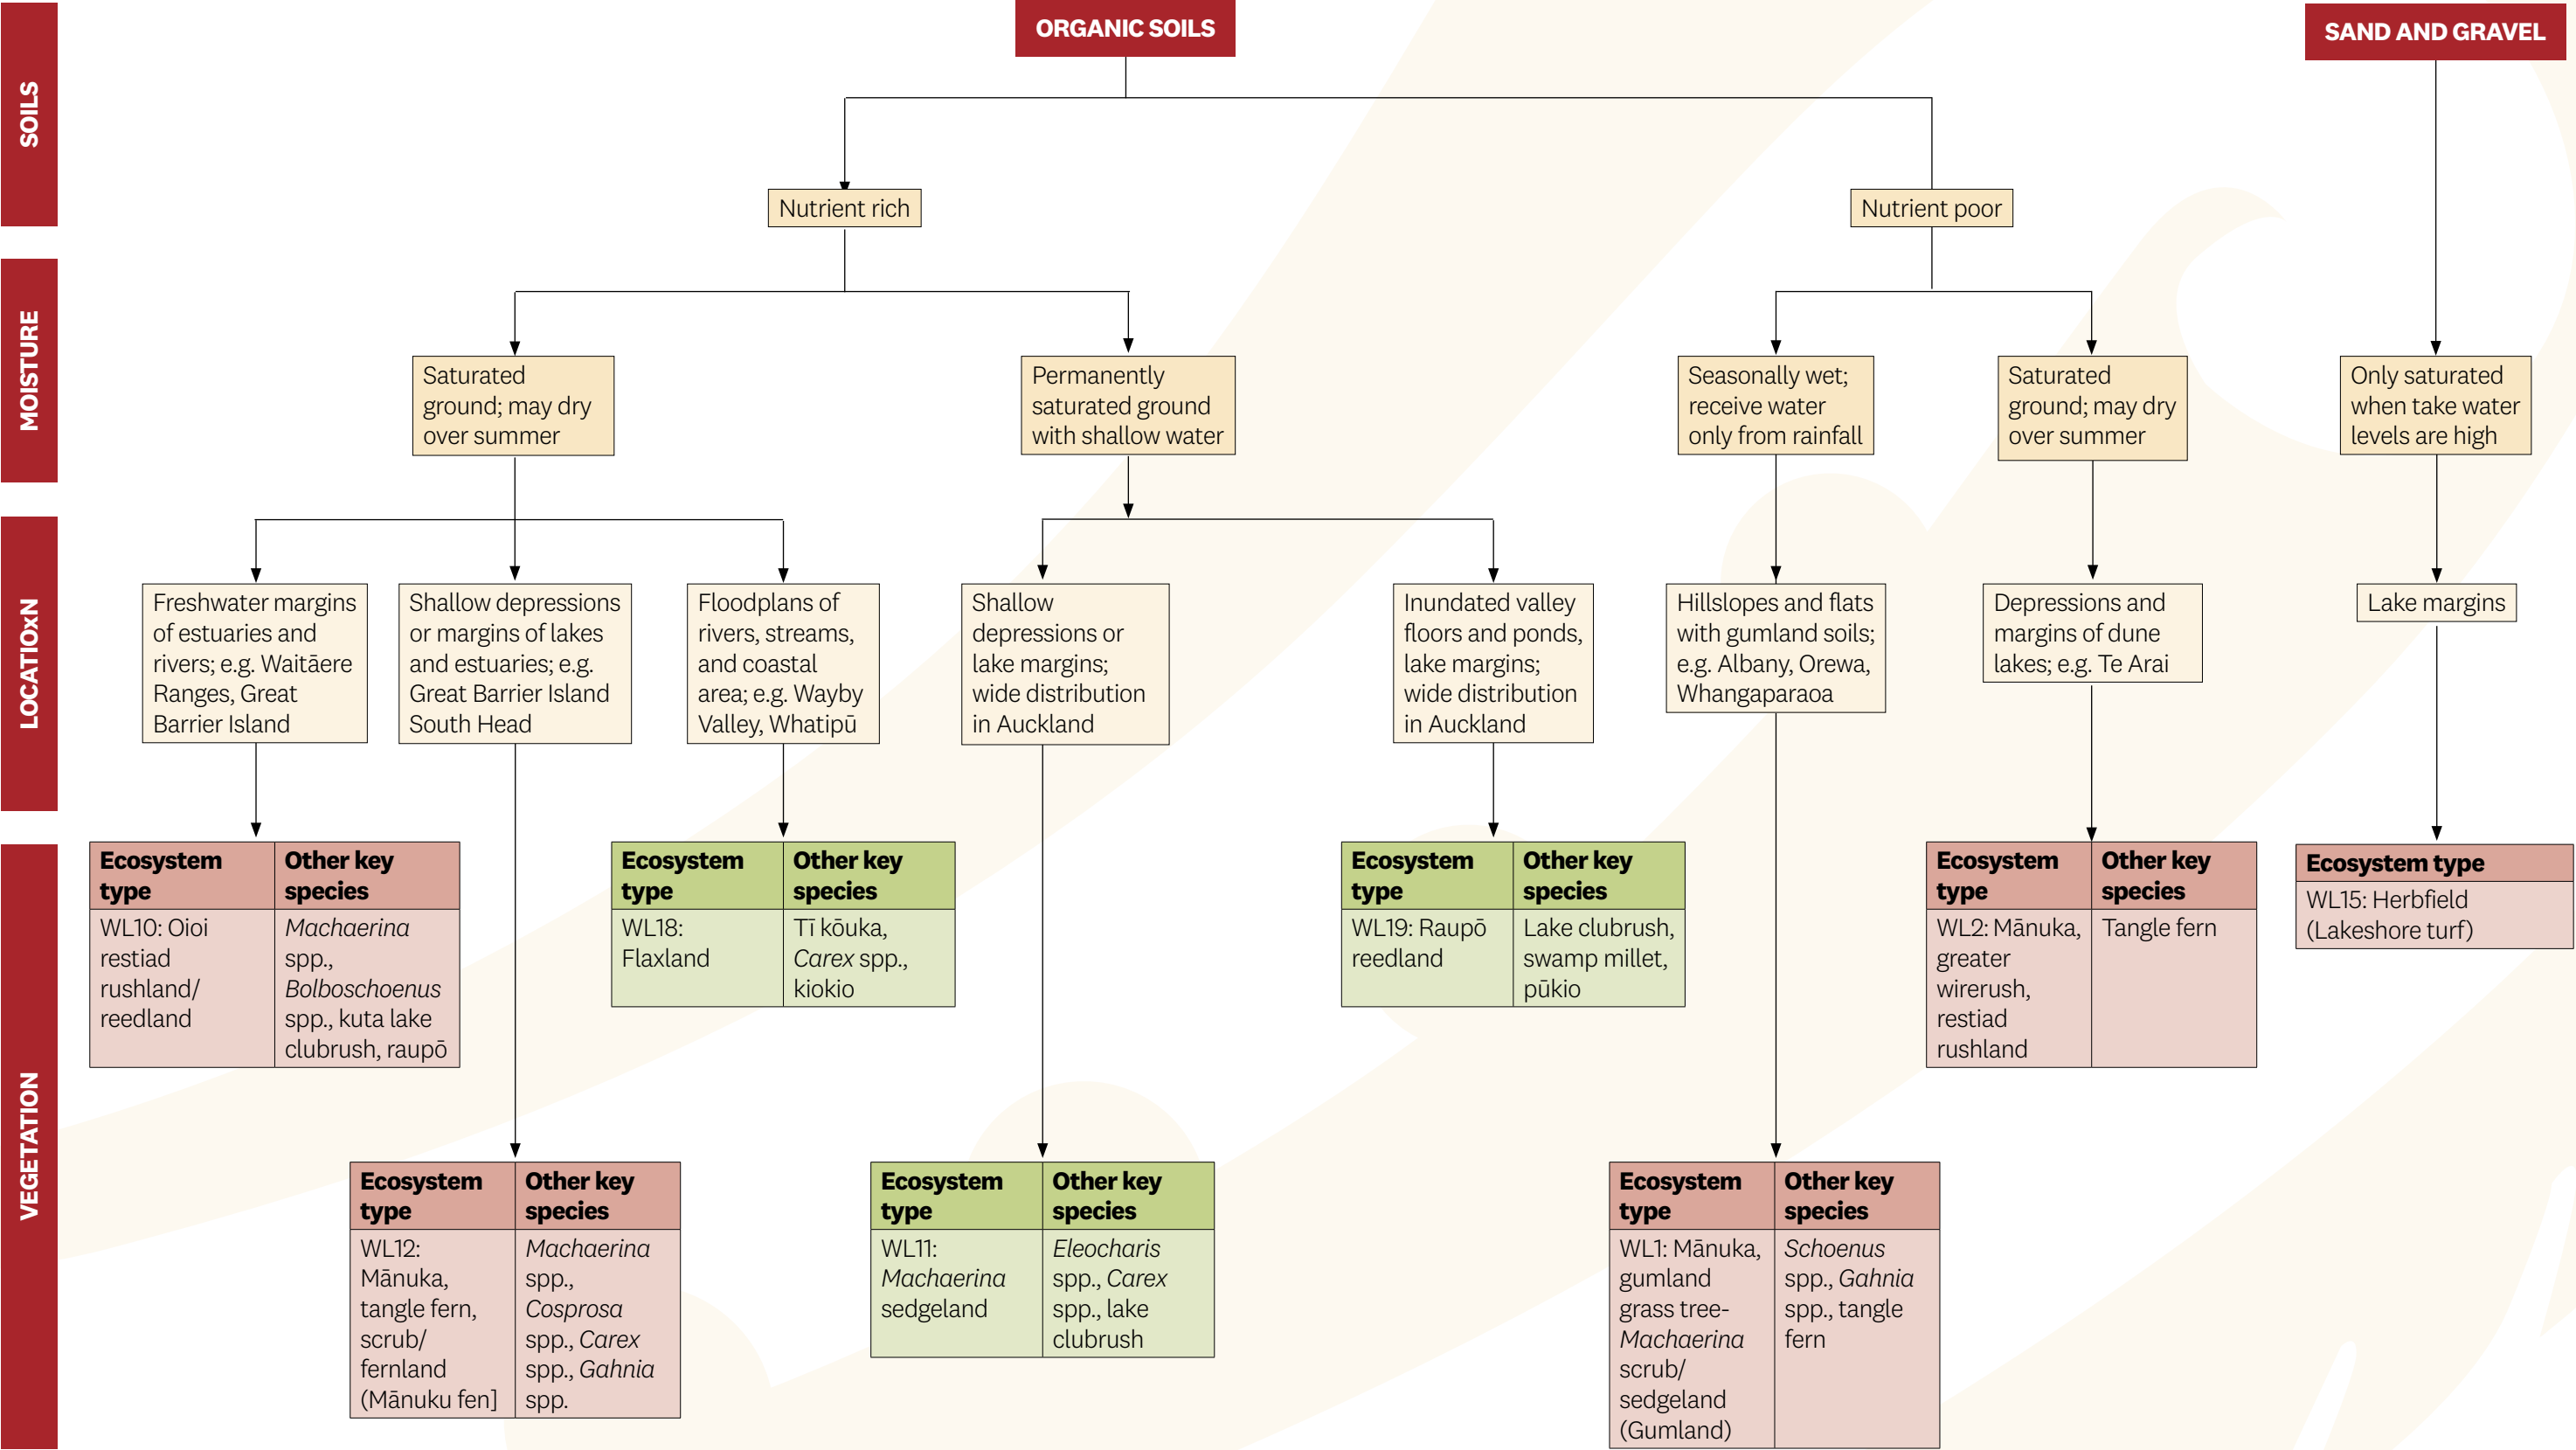 SOILS
ORGANIC SOILS
SAND AND GRAVEL
Nutrient rich
Nutrient poor
MOISTURE
Saturated
ground; may dry
over summer
Permanently
saturated ground
with shallow water
Seasonally wet;
receive water
only from rainfall
Saturated
ground; may dry
over summer
Only saturated
when take water
levels are high
LOCATIOxN
Freshwater margins
of estuaries and
rivers; e.g. Waitāere
Ranges, Great
Barrier Island
Shallow depressions
or margins of lakes
and estuaries; e.g.
Great Barrier Island
South Head
Floodplans of
rivers, streams,
and coastal
area; e.g. Wayby
Valley, Whatipū
Shallow
depressions or
lake margins;
wide distribution
in Auckland
Inundated valley
floors and ponds,
lake margins;
wide distribution
in Auckland
Hillslopes and flats
with gumland soils;
e.g. Albany, Orewa,
Whangaparaoa
Depressions and
margins of dune
lakes; e.g. Te Arai
Lake margins
VEGETATION
Ecosystem
type
Other key
species
WL10: Oioi
restiad
rushland/
reedland
Machaerina
spp.,
Bolboschoenus
spp., kuta lake
clubrush, raupō
Ecosystem
type
Other key
species
WL18:
Flaxland
Tī kōuka,
Carex spp.,
kiokio
Ecosystem
type
Other key
species
WL19: Raupō
reedland
Lake clubrush,
swamp millet,
pūkio
Ecosystem
type
Other key
species
WL2: Mānuka,
greater
wirerush,
restiad
rushland
Tangle fern
Ecosystem type
WL15: Herbfield
(Lakeshore turf)
Ecosystem
type
Other key
species
WL12:
Mānuka,
tangle fern,
scrub/
fernland
(Mānuku fen]
Machaerina
spp.,
Cosprosa
spp., Carex
spp., Gahnia
spp.
Ecosystem
type
Other key
species
WL11:
Machaerina
sedgeland
Eleocharis
spp., Carex
spp., lake
clubrush
Ecosystem
type
Other key
species
WL1: Mānuka,
gumland
grass tree-
Machaerina
scrub/
sedgeland
(Gumland)
Schoenus
spp., Gahnia
spp., tangle
fern